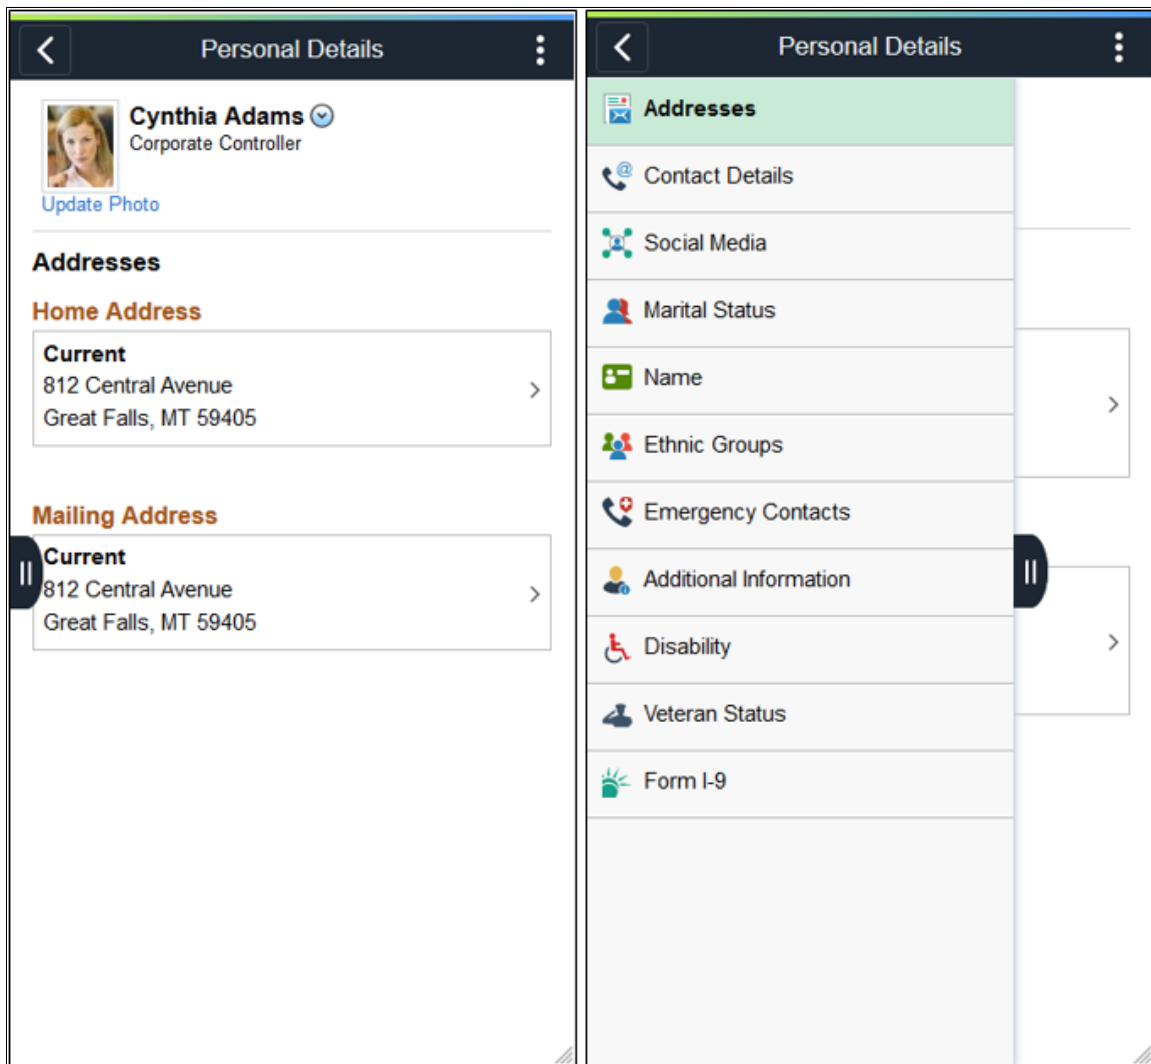 Personal Details
Cynthia Adams
Corporate Controller
Update Photo
Addresses
Home Address
Current
812 Central Avenue
Great Falls, MT 59405
Mailing Address
Current
812 Central Avenue
Great Falls, MT 59405
Personal Details
Addresses
Contact Details
Social Media
Marital Status
Name
Ethnic Groups
Emergency Contacts
Additional Information
Disability
Veteran Status
Form I-9